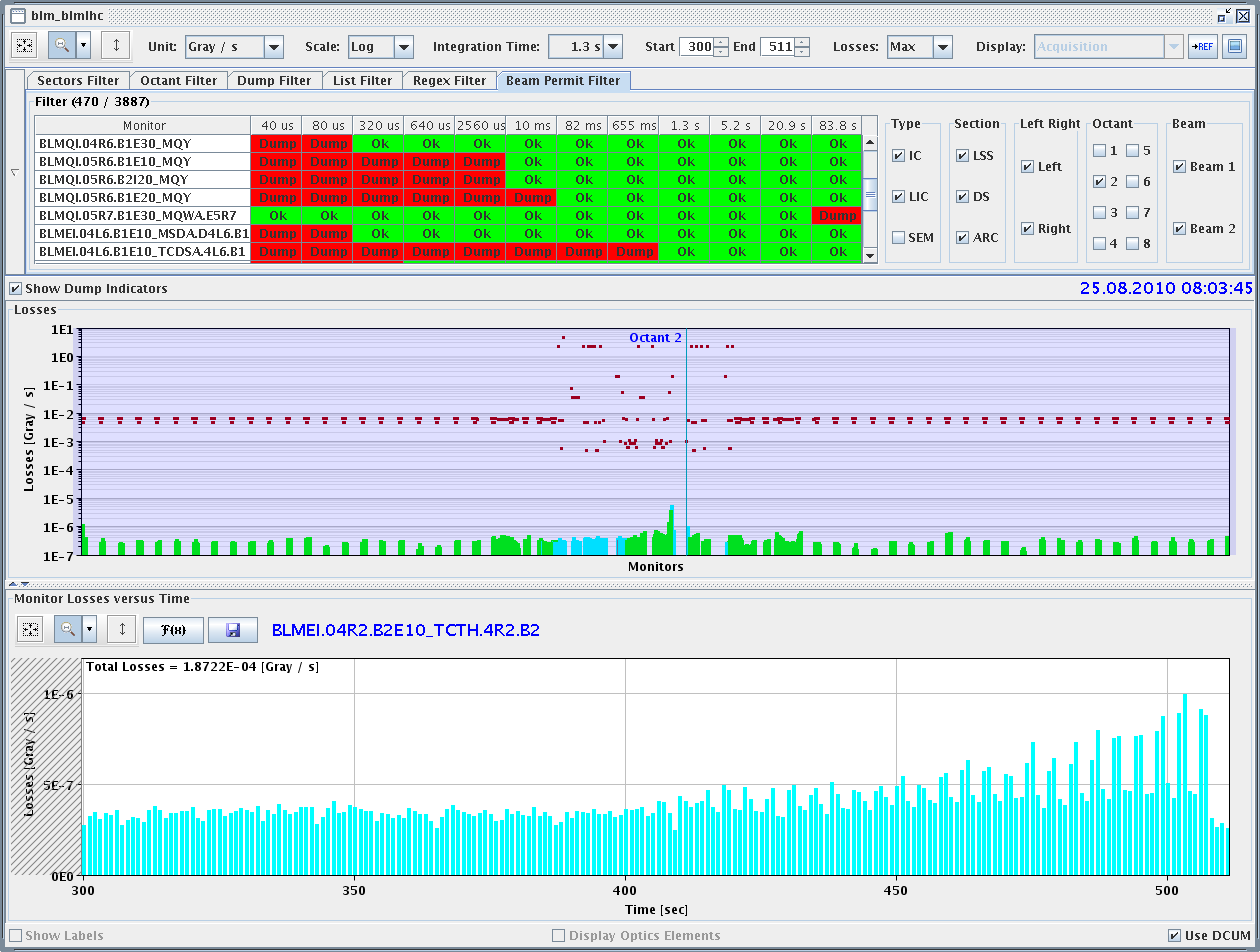 blm_blmlhc
Unit: Gray / s Scale: Log Integration Time: 1.3 s Start 300 End 511 Losses: Max Display: Acquisition →REF
Sectors Filter Octant Filter Dump Filter List Filter Regex Filter Beam Permit Filter
Filter (470 / 3887)
Monitor 40 us 80 us 320 us 640 us 2560 us 10 ms 82 ms 655 ms 1.3 s 5.2 s 20.9 s 83.8 s
BLMQI.04R6.B1E30_MQY Dump Dump Ok Ok Ok Ok Ok Ok Ok Ok Ok Ok
BLMQI.05R6.B1E10_MQY Dump Dump Dump Dump Dump Ok Ok Ok Ok Ok Ok Ok
BLMQI.05R6.B2I20_MQY Dump Dump Dump Dump Dump Ok Ok Ok Ok Ok Ok Ok
BLMQI.05R6.B1E20_MQY Dump Dump Dump Dump Dump Dump Ok Ok Ok Ok Ok Ok
BLMQI.05R7.B1E30_MQWA.E5R7 Ok Ok Ok Ok Ok Ok Ok Ok Ok Ok Ok Dump
BLMEI.04L6.B1E10_MSDA.D4L6.B1 Dump Dump Ok Ok Ok Ok Ok Ok Ok Ok Ok Ok
BLMEI.04L6.B1E10_TCDSA.4L6.B1 Dump Dump Dump Dump Dump Dump Dump Dump Ok Ok Ok Ok
Type Section Left Right Octant Beam
IC LSS Left 1 5 Beam 1
LIC DS 2 6
SEM ARC Right 3 7 Beam 2
4 8
Show Dump Indicators 25.08.2010 08:03:45
Losses
Octant 2
1E1
1E0
1E-1
1E-2
1E-3
1E-4
1E-5
1E-6
1E-7
Losses [Gray / s]
Monitors
Monitor Losses versus Time
F(x) BLMEI.04R2.B2E10_TCTH.4R2.B2
Total Losses = 1.8722E-04 [Gray / s]
1E-6
5E-7
0E0
Losses [Gray / s]
300 350 400 450 500
Time [sec]
Show Labels Display Optics Elements Use DCUM